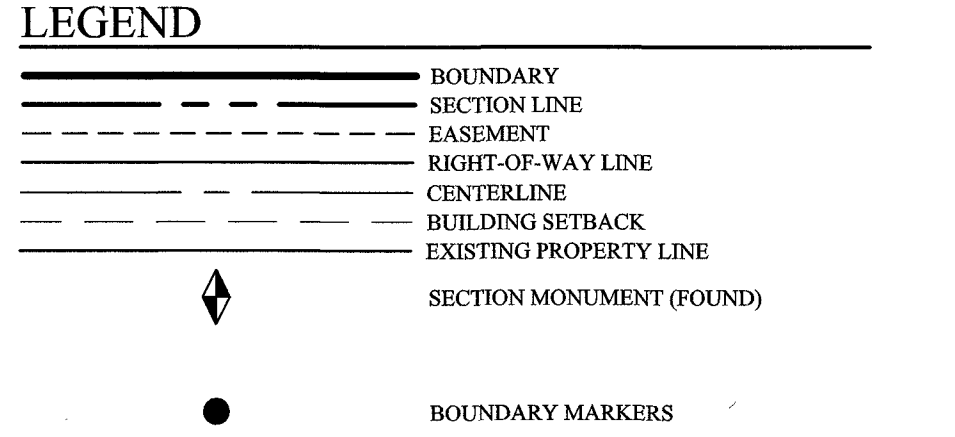 LEGEND
BOUNDARY
SECTION LINE
EASEMENT
RIGHT-OF-WAY LINE
CENTERLINE
BUILDING SETBACK
EXISTING PROPERTY LINE
SECTION MONUMENT (FOUND)
BOUNDARY MARKERS